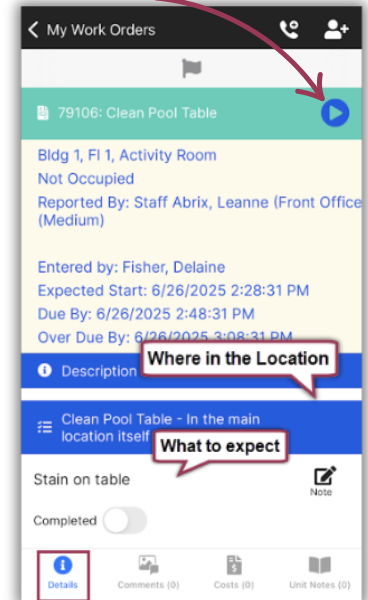 My Work Orders
79106: Clean Pool Table
Bldg 1, Fl 1, Activity Room
Not Occupied
Reported By: Staff Abrix, Leanne (Front Office
(Medium)
Entered by: Fisher, Delaine
Expected Start: 6/26/2025 2:28:31 PM
Due By: 6/26/2025 2:48:31 PM
Over Due By: 6/26/2025 3:08:31 PM
Where in the Location
Description
Clean Pool Table - In the main
location itself
What to expect
Stain on table
Note
Completed
Details
Comments (0)
Costs (0)
Unit Notes (0)